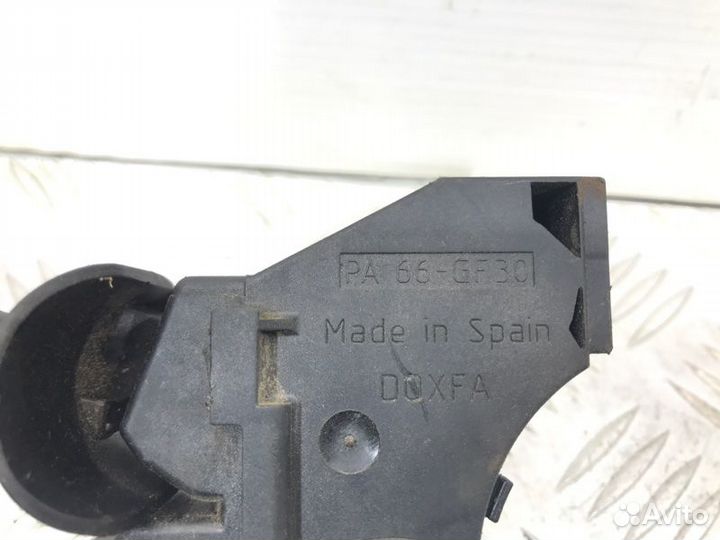 PA 66-GF30
Made in Spain
DOXFA
Avito